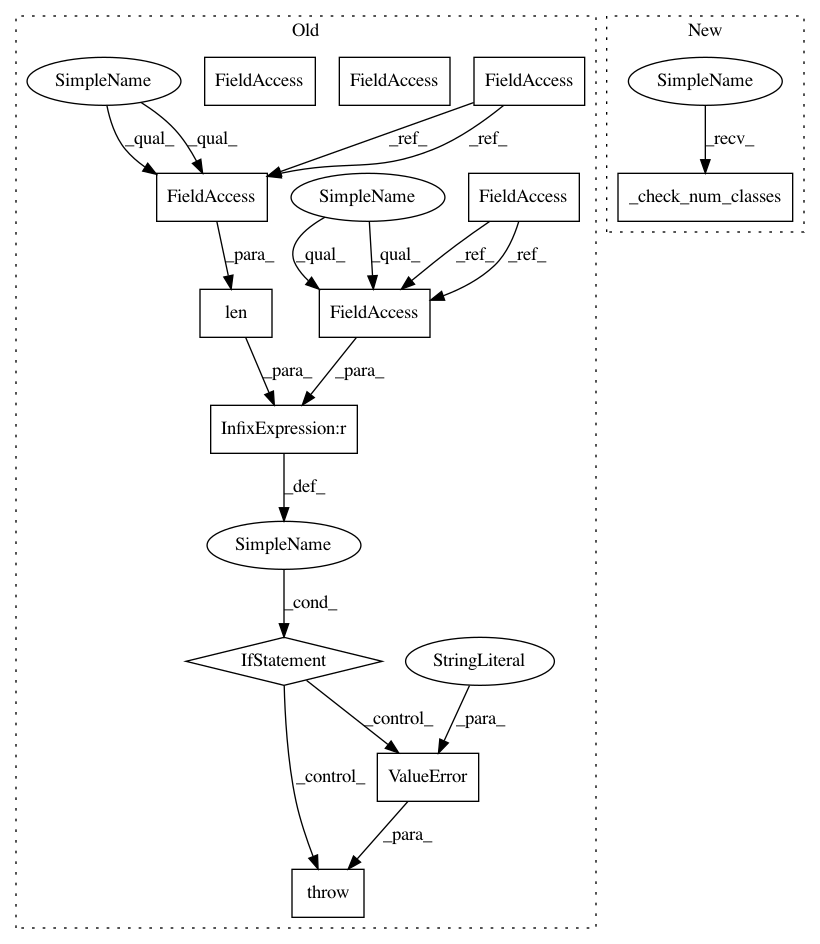 Old
New
SimpleName
FieldAccess
FieldAccess
FieldAccess
SimpleName
_qual_
_qual_
_ref_
_ref_
_recv_
FieldAccess
SimpleName
FieldAccess
_check_num_classes
_para_
_qual_
_qual_
_ref_
_ref_
len
FieldAccess
_para_
_para_
InfixExpression:r
_def_
SimpleName
_cond_
IfStatement
StringLiteral
_control_
_para_
_control_
ValueError
_para_
throw